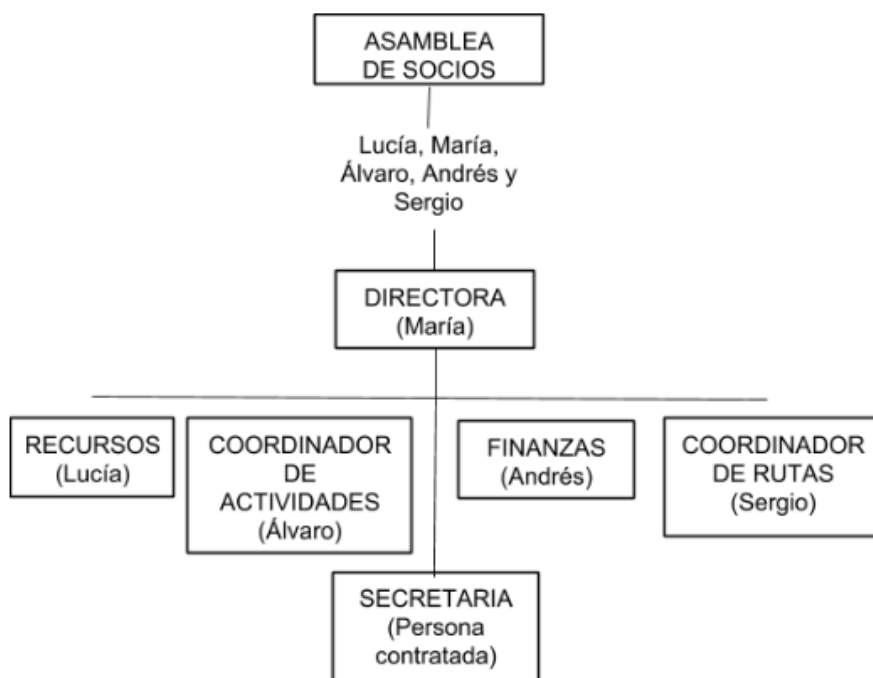 ASAMBLEA
DE SOCIOS
Lucía, María,
Álvaro, Andrés y
Sergio
DIRECTORA
(María)
RECURSOS
(Lucía)
COORDINADOR
DE
ACTIVIDADES
(Álvaro)
FINANZAS
(Andrés)
COORDINADOR
DE RUTAS
(Sergio)
SECRETARIA
(Persona
contratada)